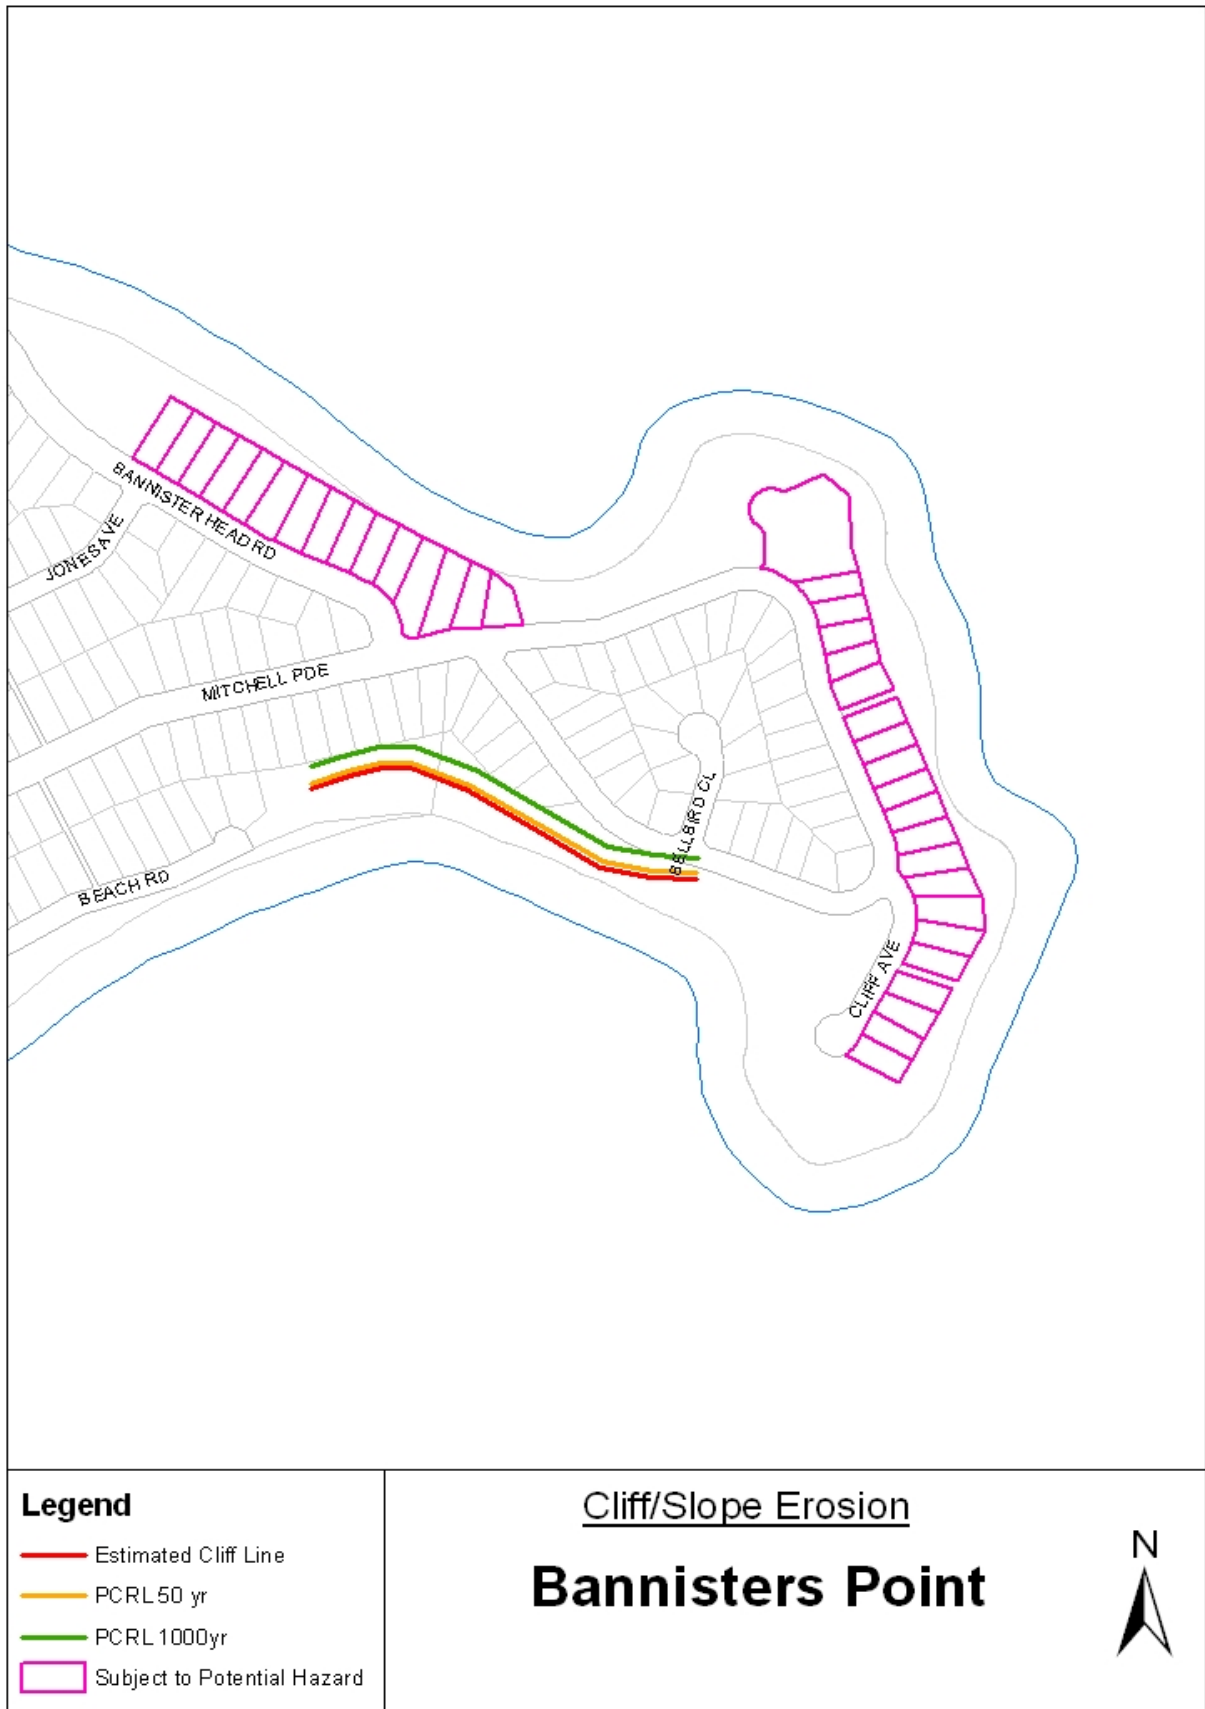 BANNISTER HEAD RD
JONES AVE
MITCHELL PDE
BELLBIRD CL
BEACH RD
CLIFF AVE
Legend
Estimated Cliff Line
PCRL 50 yr
PCRL 1000yr
Subject to Potential Hazard
Cliff/Slope Erosion
Bannisters Point
N